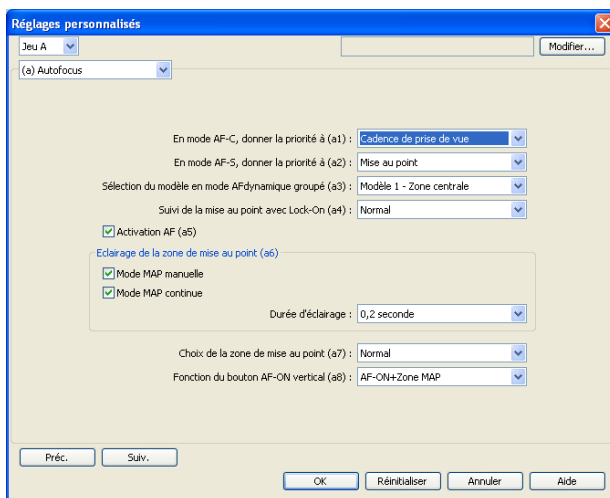 Réglages personnalisés
Jeu A
Modifier...
(a) Autofocus
En mode AF-C, donner la priorité à (a1) : Cadence de prise de vue
En mode AF-S, donner la priorité à (a2) : Mise au point
Sélection du modèle en mode AFdynamique groupé (a3) : Modèle 1 - Zone centrale
Suivi de la mise au point avec Lock-On (a4) : Normal
Activation AF (a5)
Eclairage de la zone de mise au point (a6)
Mode MAP manuelle
Mode MAP continue
Durée d'éclairage : 0,2 seconde
Choix de la zone de mise au point (a7) : Normal
Fonction du bouton AF-ON vertical (a8) : AF-ON+Zone MAP
Préc. Suiv.
OK Réinitialiser Annuler Aide